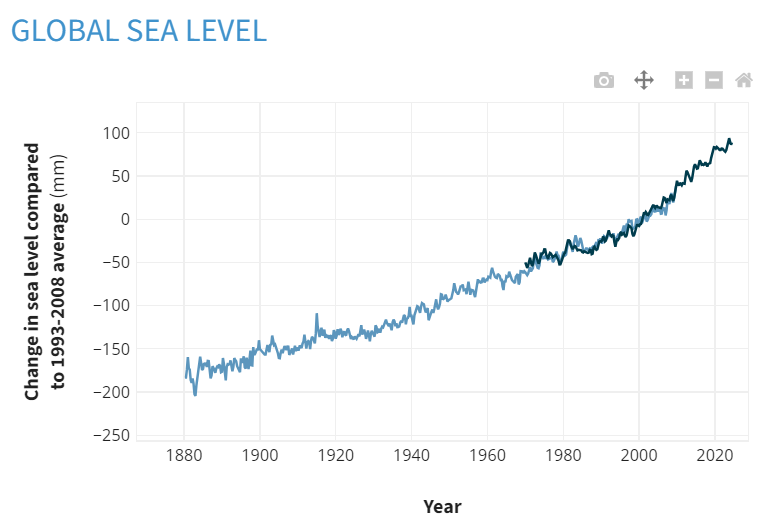 GLOBAL SEA LEVEL
Change in sea level compared
to 1993-2008 average (mm)
100
50
0
−50
−100
−150
−200
−250
1880 1900 1920 1940 1960 1980 2000 2020
Year